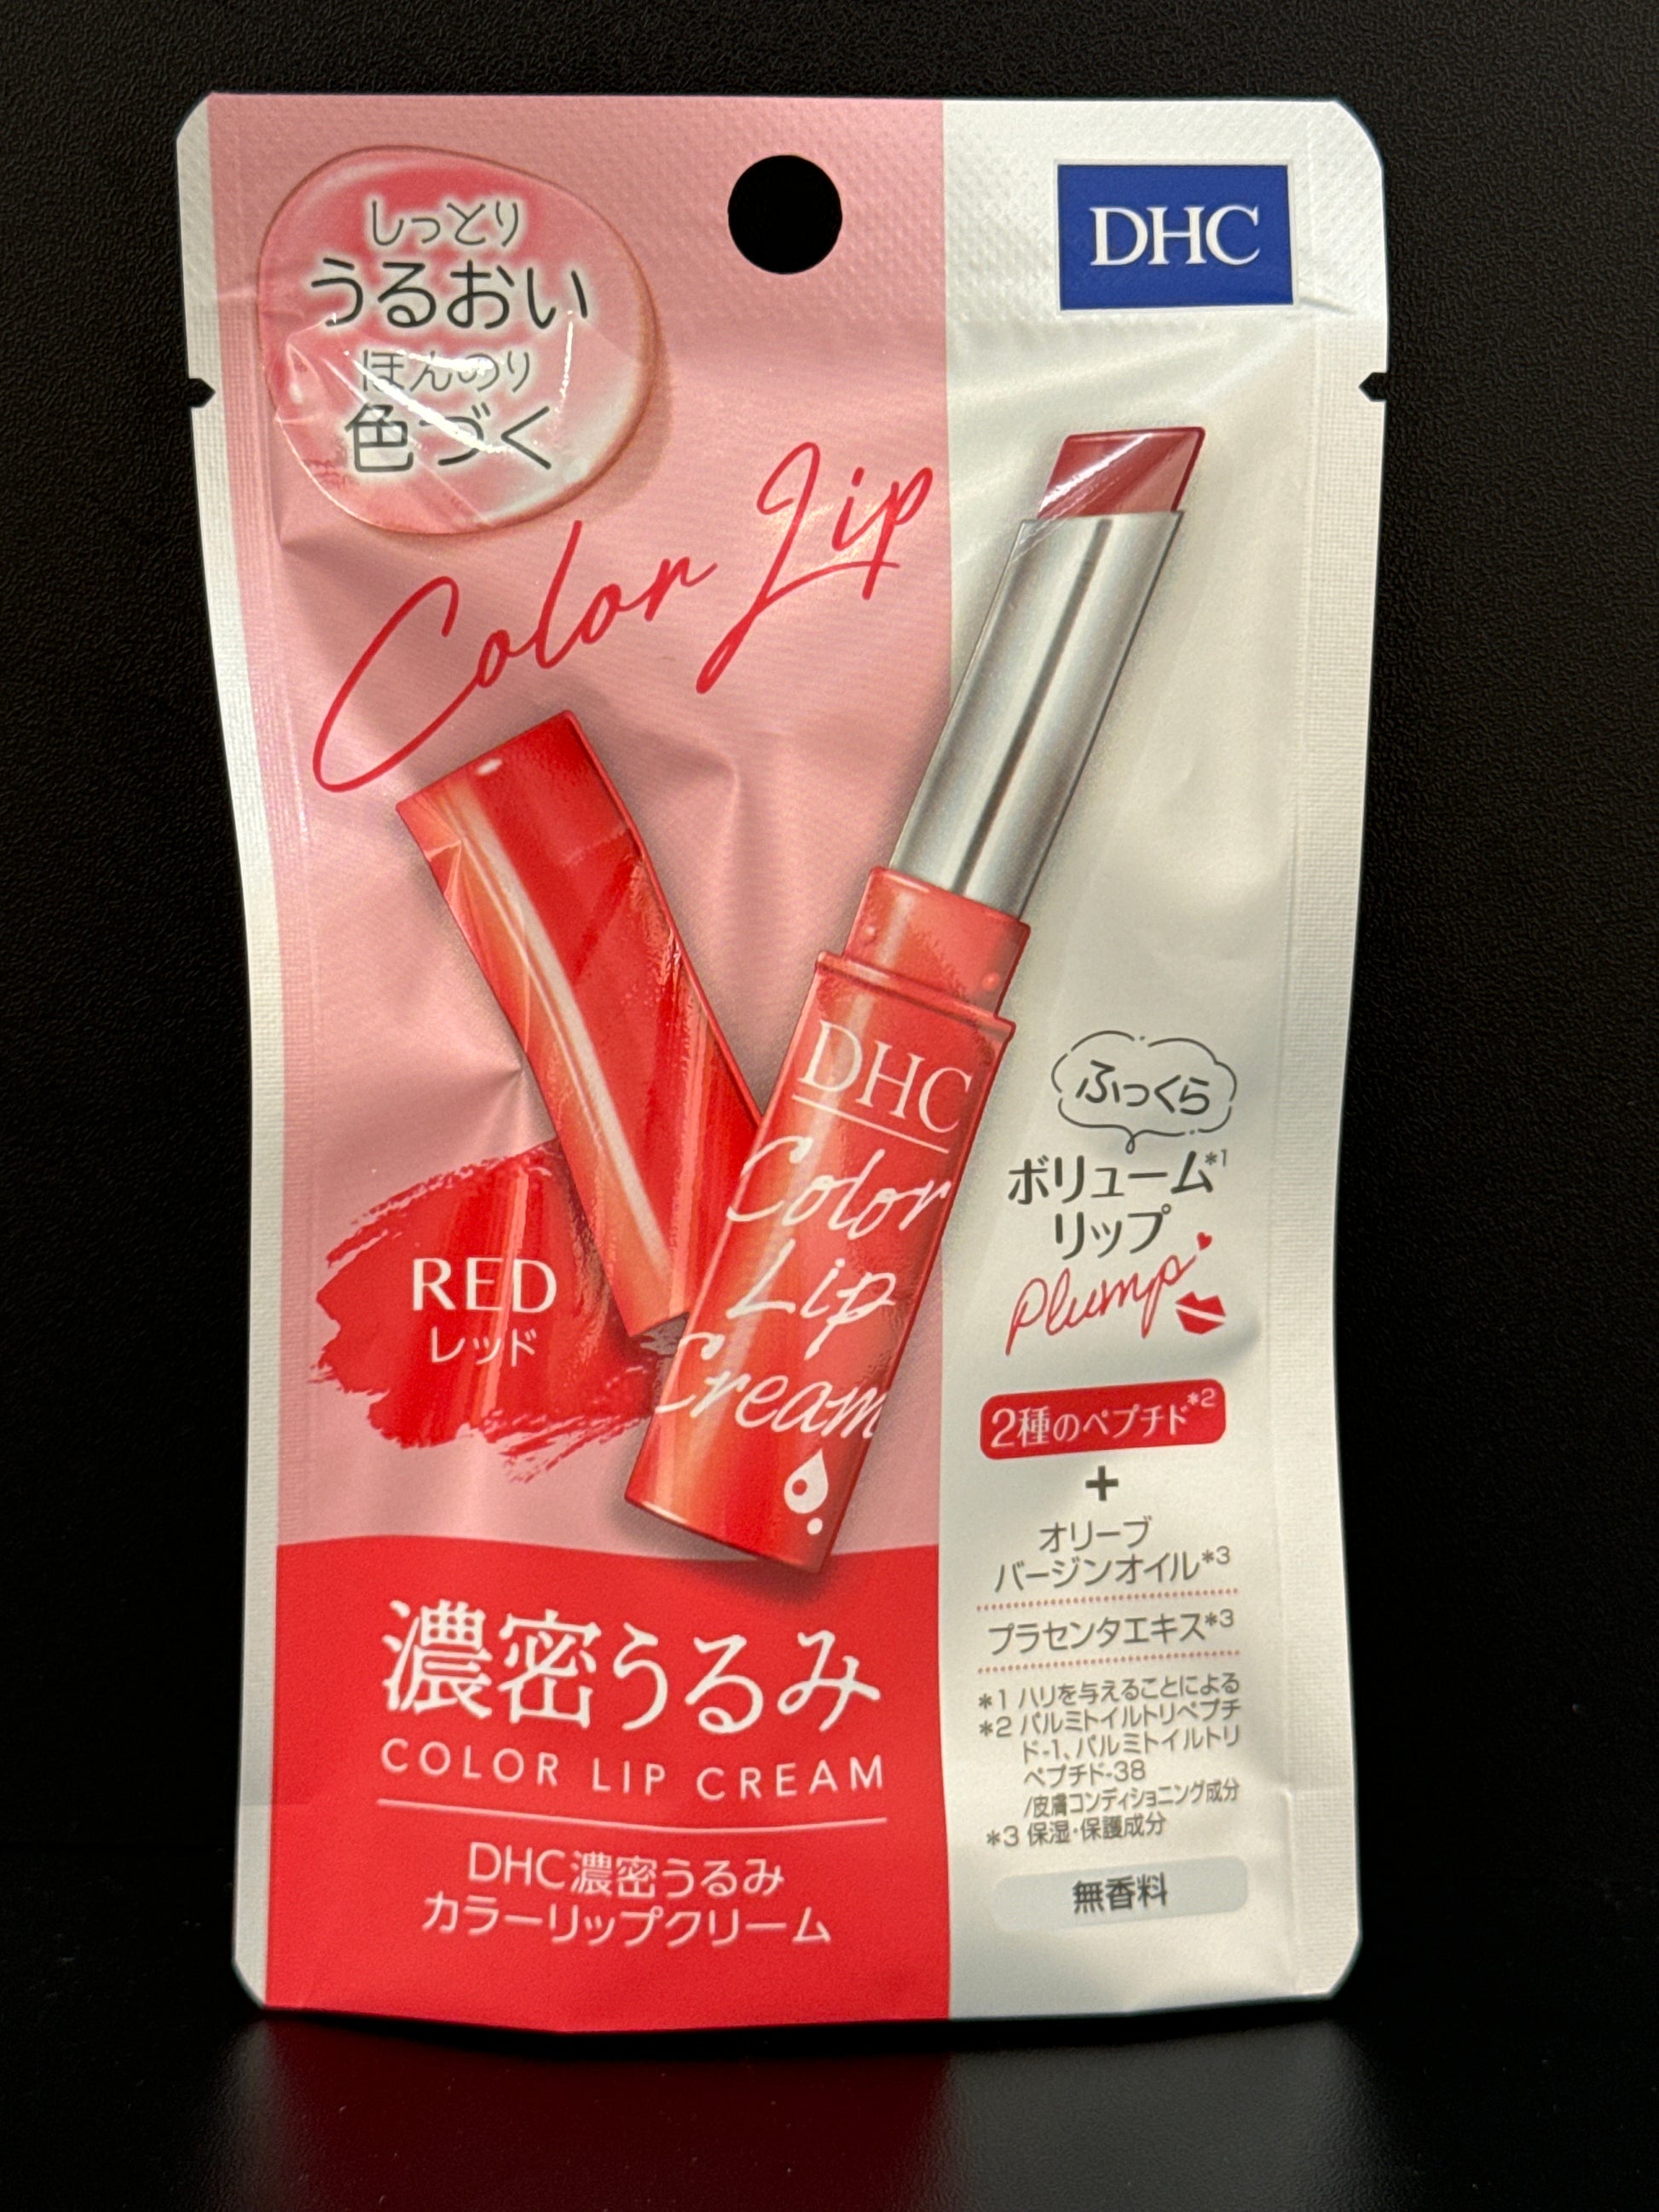 しっとり
うるおい
ほんのり
色づく
DHC
Color Lip
DHC
Color
Lip
Cream
RED
レッド
ふっくら
ボリューム*1
リップ
Plump
2種のペプチド*2
+
オリーブ
バージンオイル*3
プラセンタエキス*3
*1 ハリを与えることによる
*2 パルミトイルトリペプチ
ド-1、パルミトイルトリ
ペプチド-38
/皮膚コンディショニング成分
*3 保湿・保護成分
無香料
濃密うるみ
COLOR LIP CREAM
DHC濃密うるみ
カラーリップクリーム